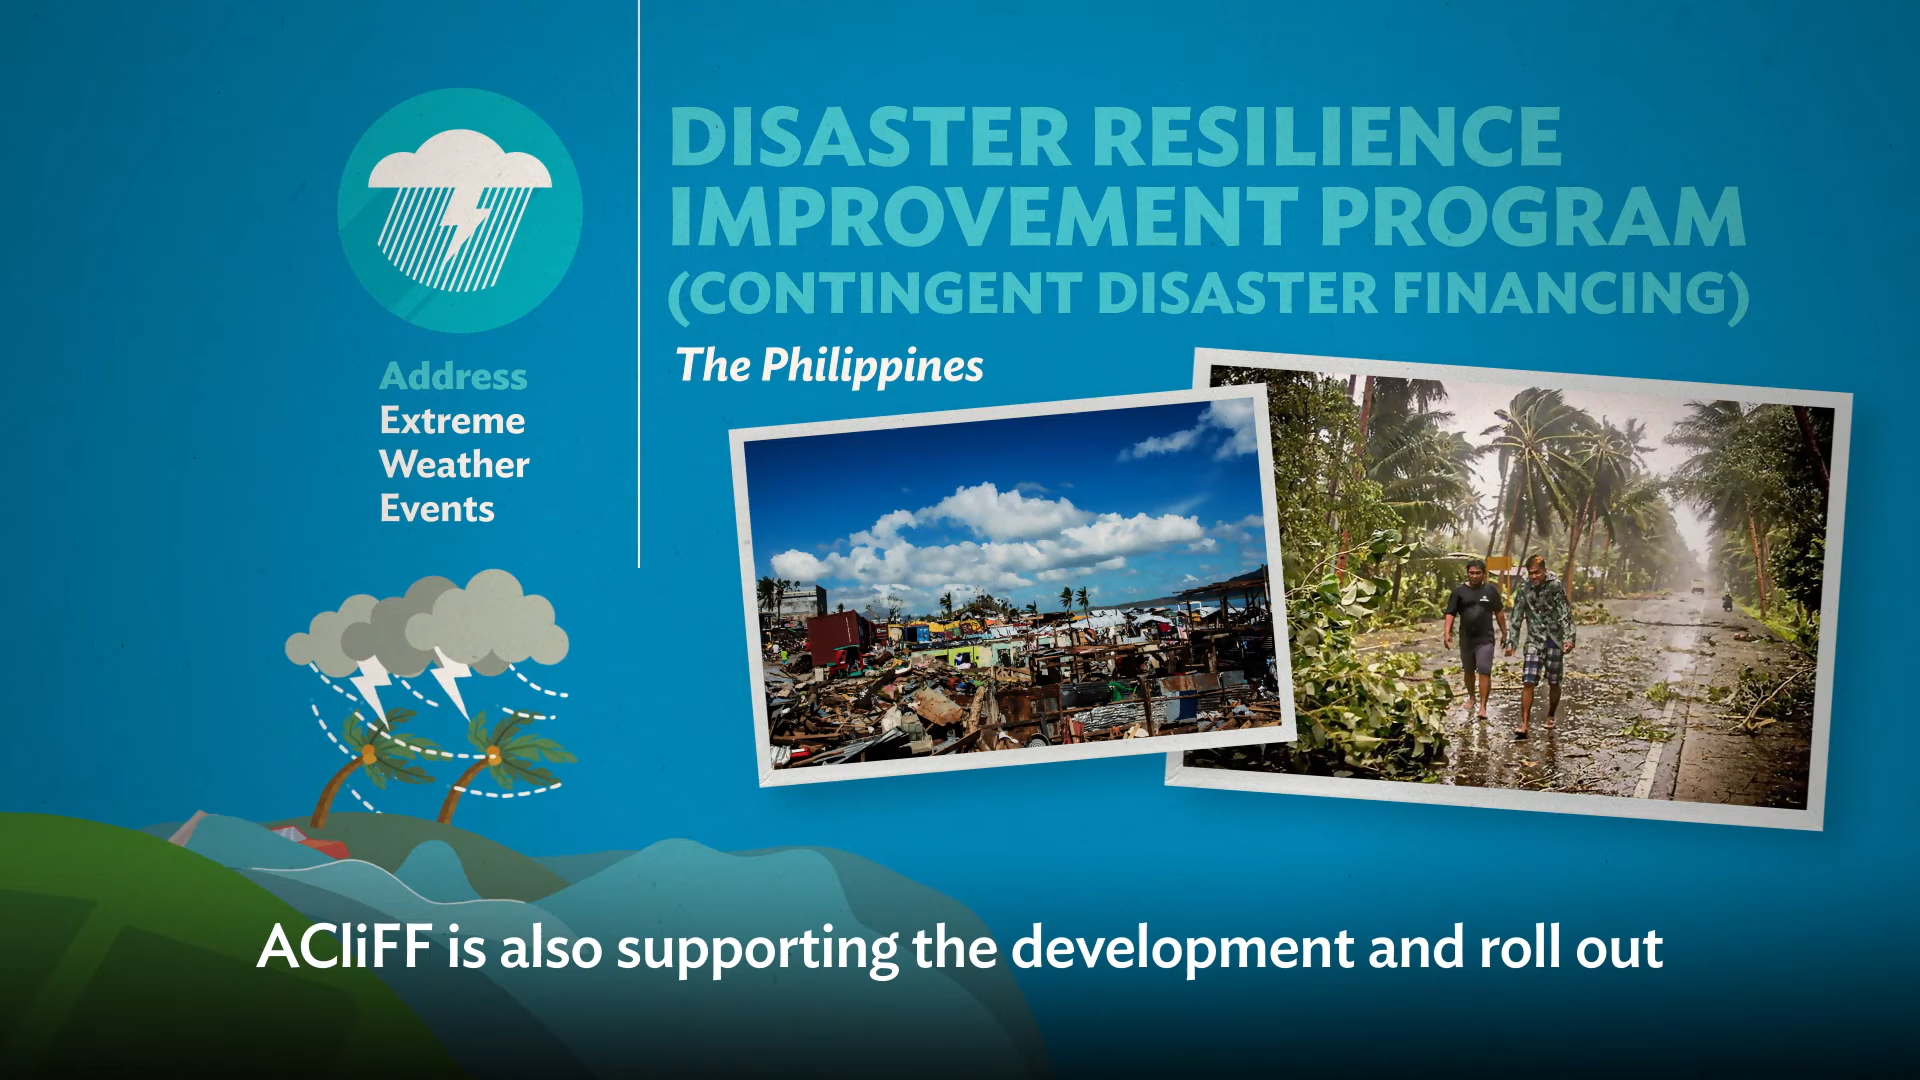 DISASTER RESILIENCE
IMPROVEMENT PROGRAM
(CONTINGENT DISASTER FINANCING)
The Philippines
Address
Extreme
Weather
Events
ACliFF is also supporting the development and roll out